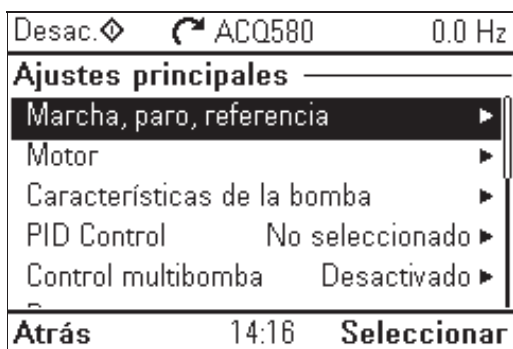 Desac. ACQ580 0.0 Hz
Ajustes principales
Marcha, paro, referencia
Motor
Características de la bomba
PID Control No seleccionado
Control multibomba Desactivado
Atrás 14:16 Seleccionar